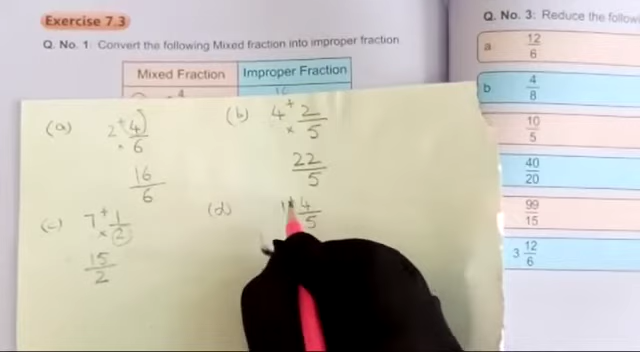 Exercise 7.3
Q. No. 1: Convert the following Mixed fraction into improper fraction.
Mixed Fraction Improper Fraction
(a) 2 + 4/6
×
16/6
(b) 4 + 2/5
×
22/5
(c) 7 + 1/2
×
15/2
(d) 4/5
Q. No. 3: Reduce the
a 12/6
b 4/8
10/5
40/20
99/15
3 12/6